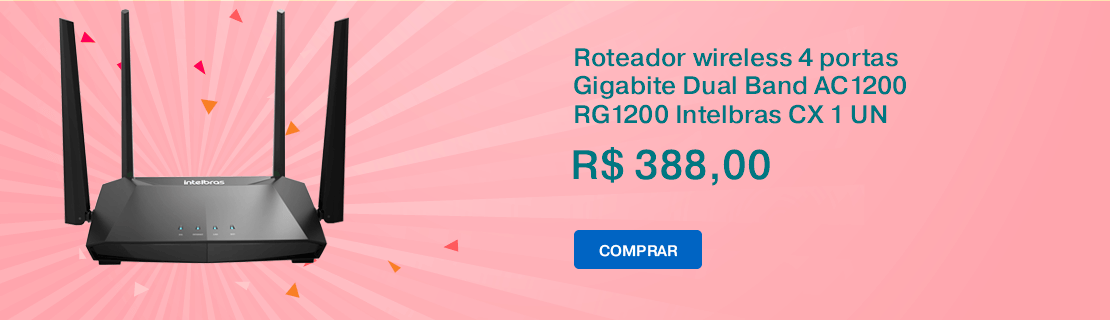 intelbras
Roteador wireless 4 portas
Gigabite Dual Band AC1200
RG1200 Intelbras CX 1 UN
R$ 388,00
COMPRAR